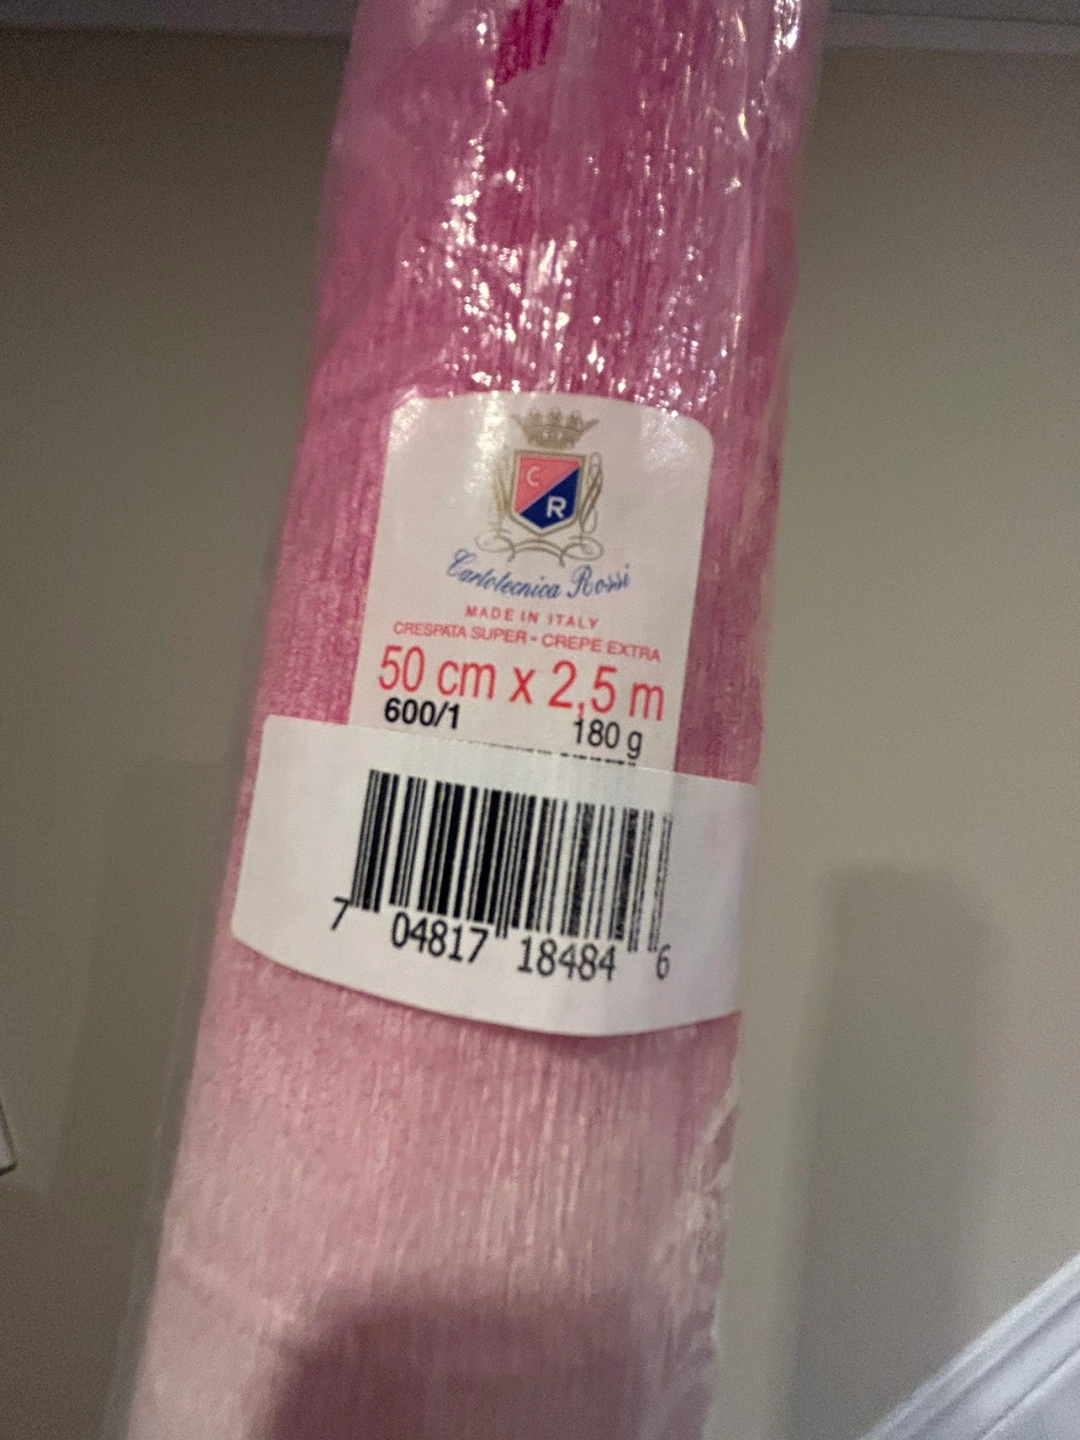 C
R
Cartotecnica Rossi
MADE IN ITALY
CRESPATA SUPER - CREPE EXTRA
50 cm x 2,5 m
600/1 180 g
7 04817 18484 6